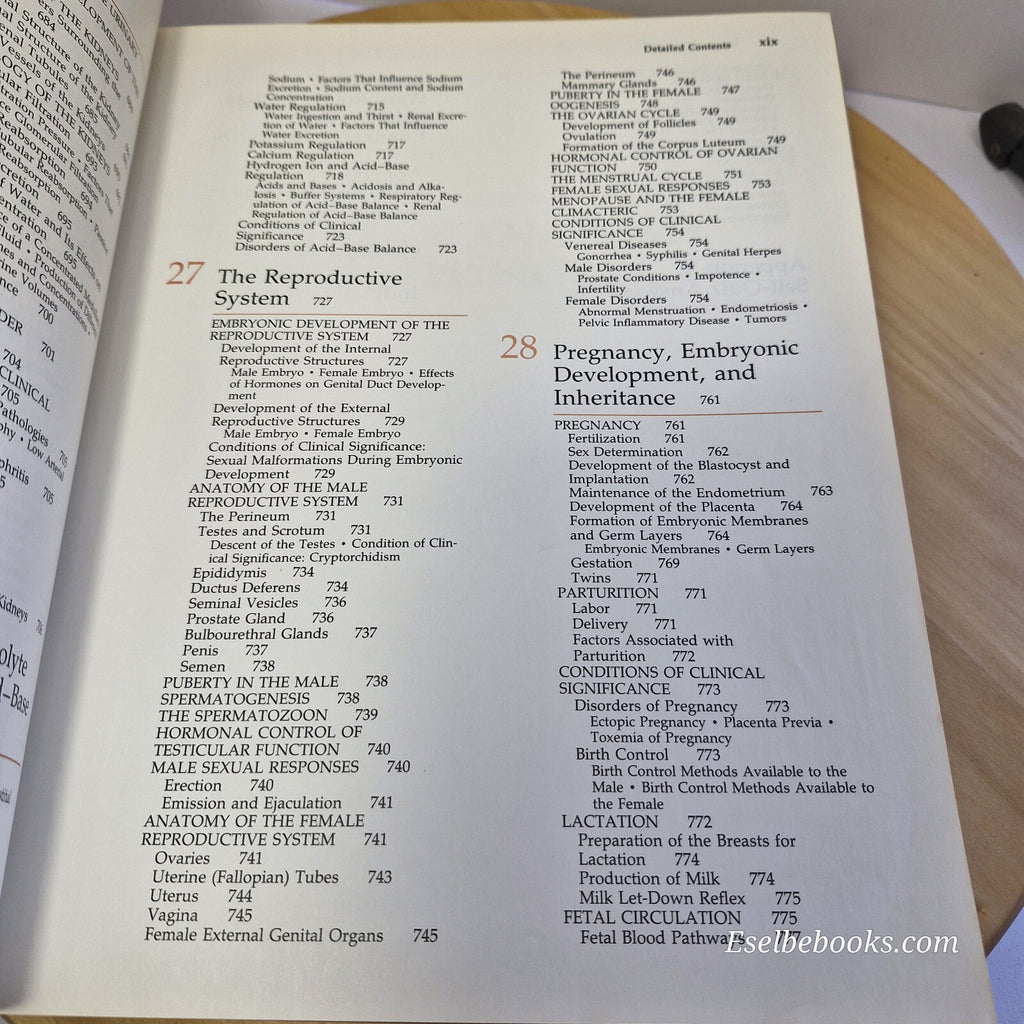 Detailed Contents xix
Sodium • Factors That Influence Sodium
Excretion • Sodium Content and Sodium
Concentration
Water Regulation 715
Water Ingestion and Thirst • Renal Excre-
tion of Water • Factors That Influence
Water Excretion
Potassium Regulation 717
Calcium Regulation 717
Hydrogen Ion and Acid–Base
Regulation 718
Acids and Bases • Acidosis and Alka-
losis • Buffer Systems • Respiratory Reg-
ulation of Acid–Base Balance • Renal
Regulation of Acid–Base Balance
Conditions of Clinical
Significance 723
Disorders of Acid–Base Balance 723
27 The Reproductive
System 727
EMBRYONIC DEVELOPMENT OF THE
REPRODUCTIVE SYSTEM 727
Development of the Internal
Reproductive Structures 727
Male Embryo • Female Embryo • Effects
of Hormones on Genital Duct Develop-
ment
Development of the External
Reproductive Structures 729
Male Embryo • Female Embryo
Conditions of Clinical Significance:
Sexual Malformations During Embryonic
Development 729
ANATOMY OF THE MALE
REPRODUCTIVE SYSTEM 731
The Perineum 731
Testes and Scrotum 731
Descent of the Testes • Condition of Clin-
ical Significance: Cryptorchidism
Epididymis 734
Ductus Deferens 734
Seminal Vesicles 736
Prostate Gland 736
Bulbourethral Glands 737
Penis 737
Semen 738
PUBERTY IN THE MALE 738
SPERMATOGENESIS 738
THE SPERMATOZOON 739
HORMONAL CONTROL OF
TESTICULAR FUNCTION 740
MALE SEXUAL RESPONSES 740
Erection 740
Emission and Ejaculation 741
ANATOMY OF THE FEMALE
REPRODUCTIVE SYSTEM 741
Ovaries 741
Uterine (Fallopian) Tubes 743
Uterus 744
Vagina 745
Female External Genital Organs 745
The Perineum 746
Mammary Glands 746
PUBERTY IN THE FEMALE 747
OOGENESIS 748
THE OVARIAN CYCLE 749
Development of Follicles 749
Ovulation 749
Formation of the Corpus Luteum 749
HORMONAL CONTROL OF OVARIAN
FUNCTION 750
THE MENSTRUAL CYCLE 751
FEMALE SEXUAL RESPONSES 753
MENOPAUSE AND THE FEMALE
CLIMACTERIC 753
CONDITIONS OF CLINICAL
SIGNIFICANCE 754
Venereal Diseases 754
Gonorrhea • Syphilis • Genital Herpes
Male Disorders 754
Prostate Conditions • Impotence •
Infertility
Female Disorders 754
Abnormal Menstruation • Endometriosis •
Pelvic Inflammatory Disease • Tumors
28 Pregnancy, Embryonic
Development, and
Inheritance 761
PREGNANCY 761
Fertilization 761
Sex Determination 762
Development of the Blastocyst and
Implantation 762
Maintenance of the Endometrium 763
Development of the Placenta 764
Formation of Embryonic Membranes
and Germ Layers 764
Embryonic Membranes • Germ Layers
Gestation 769
Twins 771
PARTURITION 771
Labor 771
Delivery 771
Factors Associated with
Parturition 772
CONDITIONS OF CLINICAL
SIGNIFICANCE 773
Disorders of Pregnancy 773
Ectopic Pregnancy • Placenta Previa •
Toxemia of Pregnancy
Birth Control 773
Birth Control Methods Available to the
Male • Birth Control Methods Available to
the Female
LACTATION 772
Preparation of the Breasts for
Lactation 774
Production of Milk 774
Milk Let-Down Reflex 775
FETAL CIRCULATION 775
Fetal Blood Pathways
Eselbebooks.com